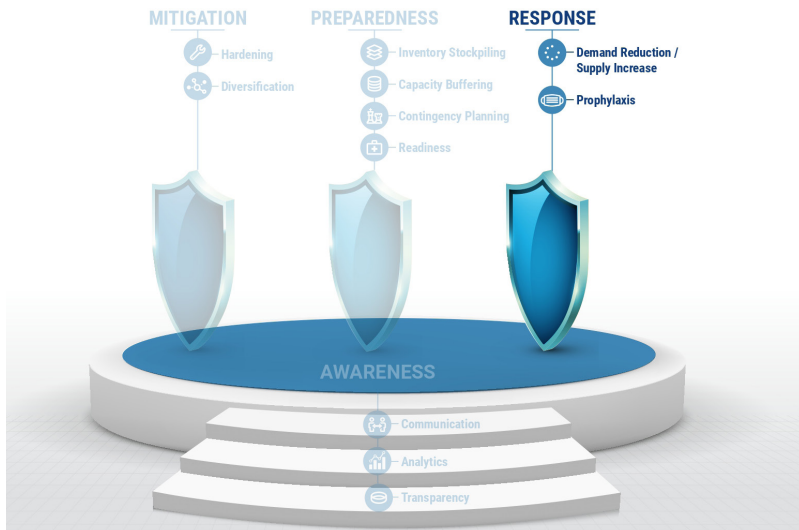 MITIGATION
Hardening
Diversification
PREPAREDNESS
Inventory Stockpiling
Capacity Buffering
Contingency Planning
Readiness
RESPONSE
Demand Reduction /
Supply Increase
Prophylaxis
AWARENESS
Communication
Analytics
Transparency